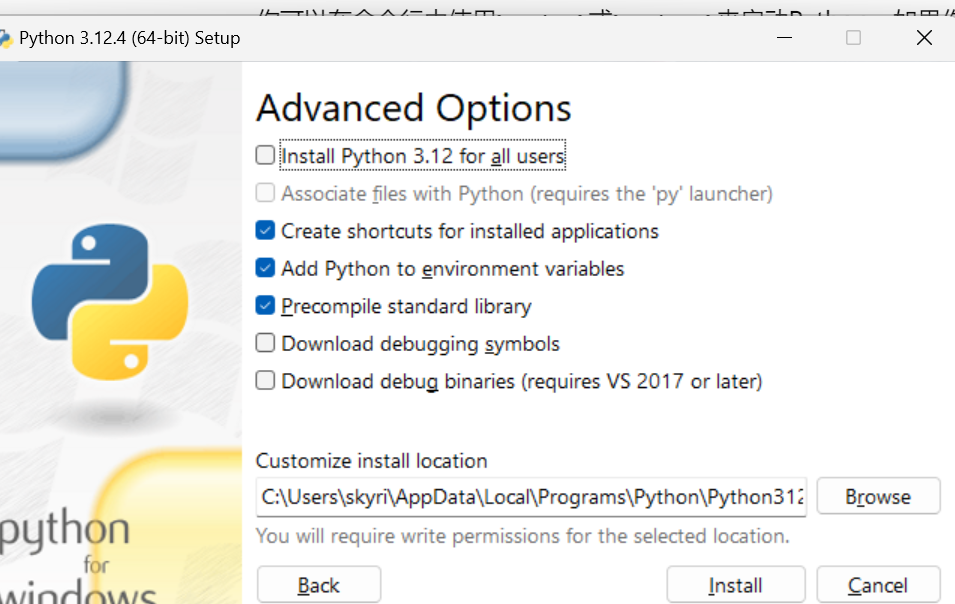 Python 3.12.4 (64-bit) Setup
Advanced Options
Install Python 3.12 for all users
Associate files with Python (requires the 'py' launcher)
Create shortcuts for installed applications
Add Python to environment variables
Precompile standard library
Download debugging symbols
Download debug binaries (requires VS 2017 or later)
Customize install location
C:\Users\skyri\AppData\Local\Programs\Python\Python312
Browse
You will require write permissions for the selected location.
python
for
windows
Back
Install
Cancel